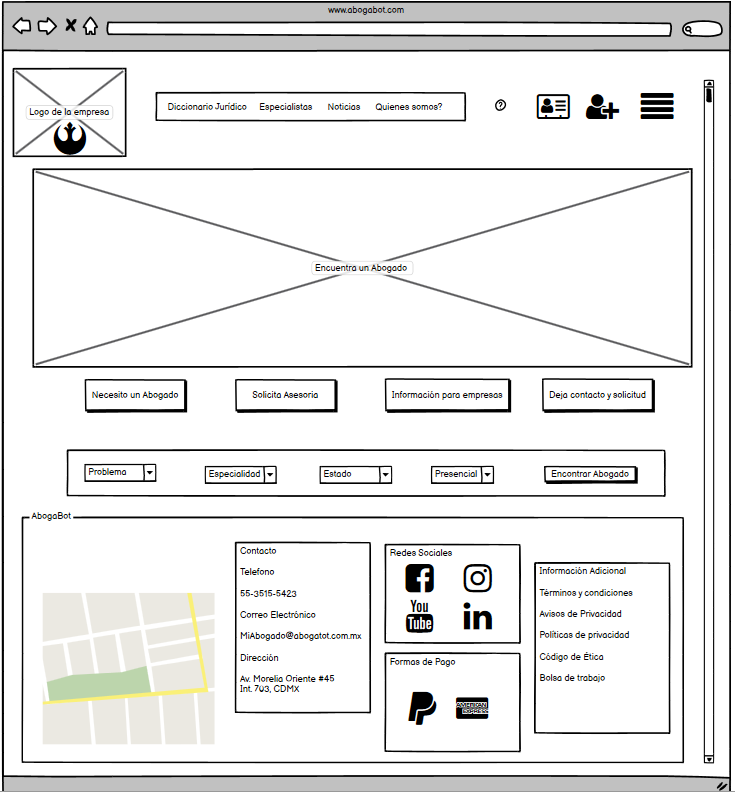 www.abogabot.com
Logo de la empresa
Diccionario Jurídico Especialistas Noticias Quienes somos?
?
Encuentra un Abogado
Necesito un Abogado
Solicita Asesoria
Información para empresas
Deja contacto y solicitud
Problema
Especialidad
Estado
Presencial
Encontrar Abogado
AbogaBot
Contacto
Telefono
55-3515-5423
Correo Electrónico
MiAbogado@abogatot.com.mx
Dirección
Av. Morelia Oriente #45
Int. 703, CDMX
Redes Sociales
You
Tube
in
Formas de Pago
AMERICAN
EXPRESS
Información Adicional
Términos y condiciones
Avisos de Privacidad
Políticas de privacidad
Código de Ética
Bolsa de trabajo